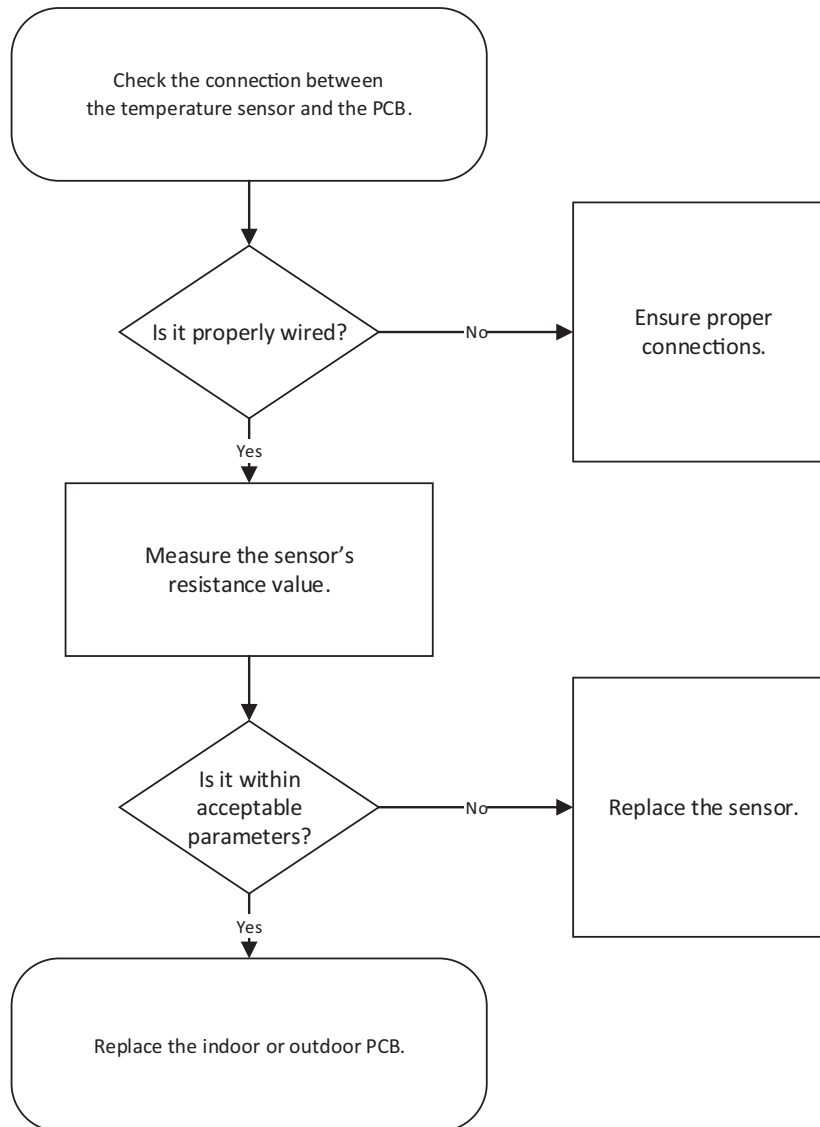 Check the connection between
the temperature sensor and the PCB.
Is it properly wired?
No
Ensure proper
connections.
Yes
Measure the sensor’s
resistance value.
Is it within
acceptable
parameters?
No
Replace the sensor.
Yes
Replace the indoor or outdoor PCB.